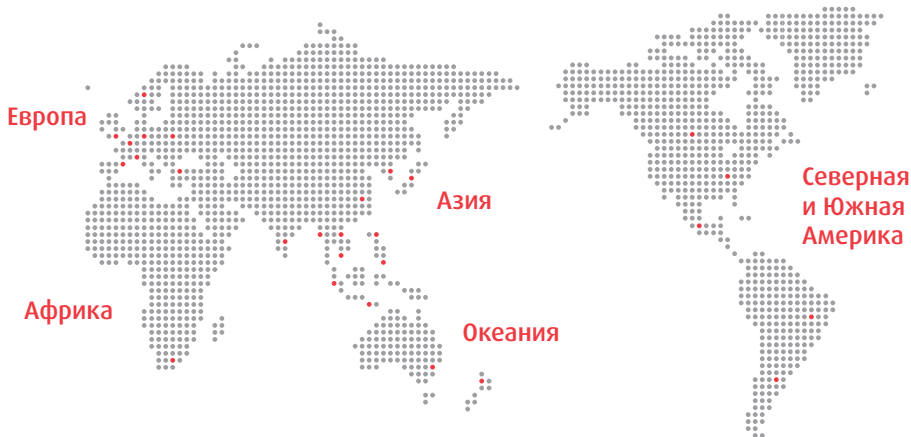 Европа
Азия
Северная
и Южная
Америка
Африка
Океания